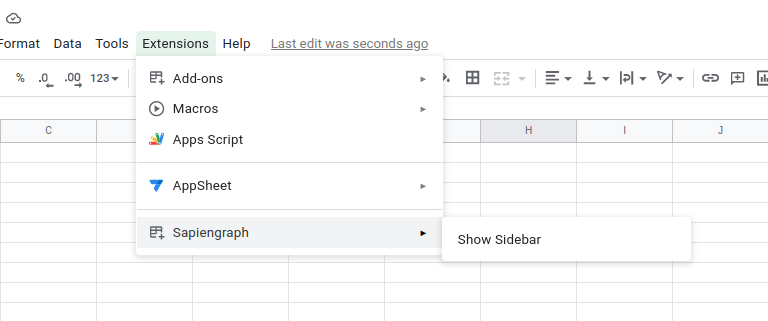 Format Data Tools Extensions Help Last edit was seconds ago
% .0 .00 123
Add-ons
Macros
Apps Script
AppSheet
Sapiengraph
Show Sidebar
C H I J